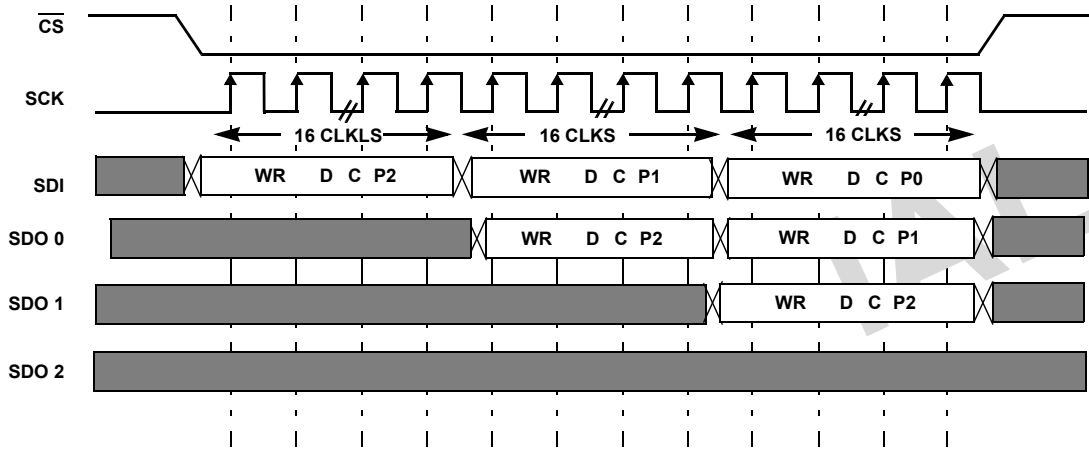 CS
SCK
16 CLKLS 16 CLKS 16 CLKS
SDI WR D C P2 WR D C P1 WR D C P0
SDO 0 WR D C P2 WR D C P1
SDO 1 WR D C P2
SDO 2